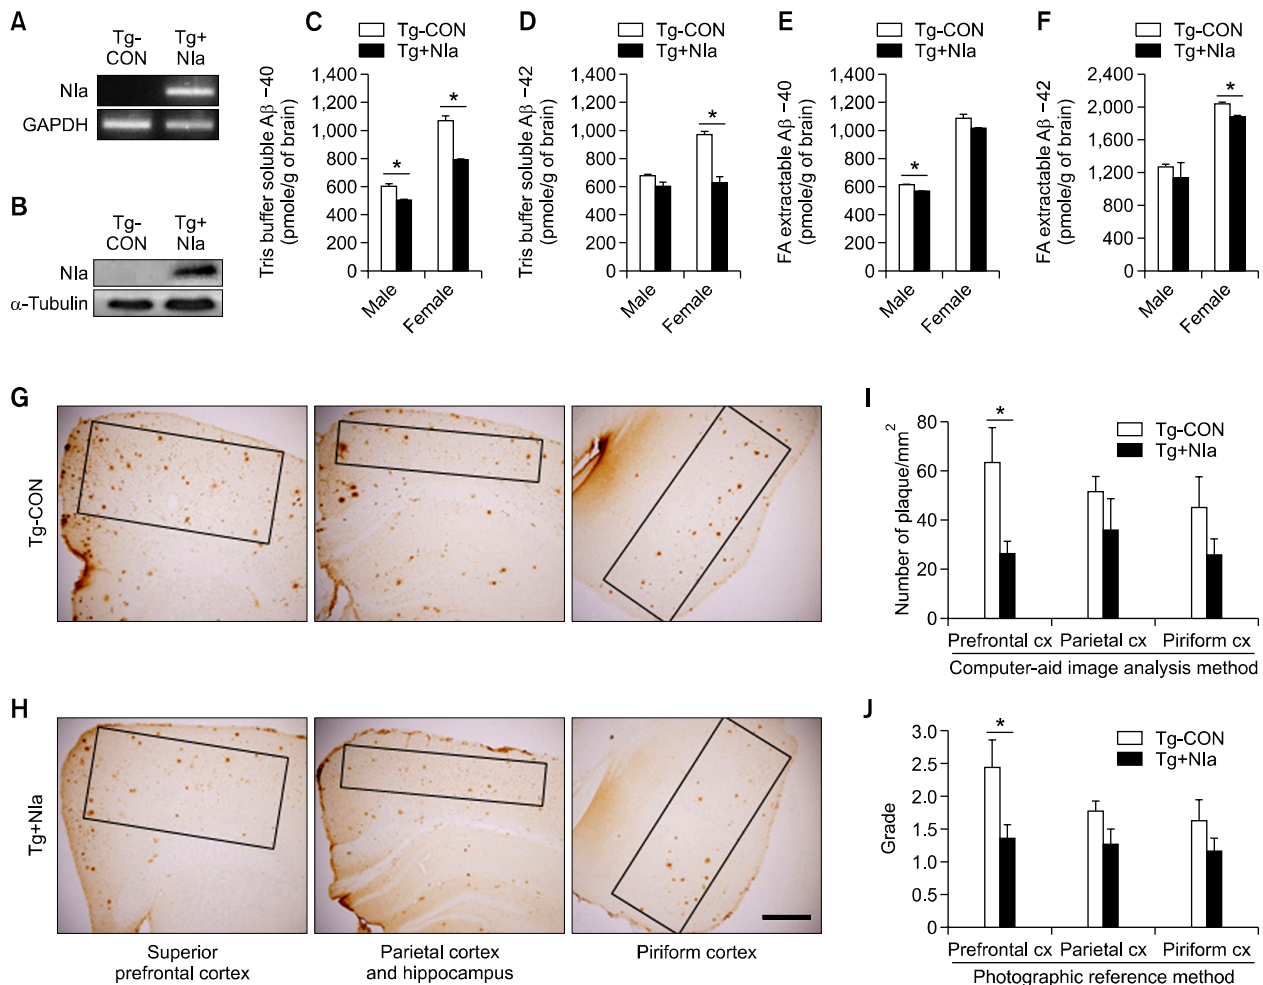 A
Tg-
CON
Tg+
NIa
NIa
GAPDH
B
Tg-
CON
Tg+
NIa
NIa
α-Tubulin
C
Tg-CON
Tg+NIa
Tris buffer soluble Aβ −40
(pmole/g of brain)
1,400
1,200
1,000
800
600
400
200
0
*
*
Male
Female
D
Tg-CON
Tg+NIa
Tris buffer soluble Aβ −42
(pmole/g of brain)
1,400
1,200
1,000
800
600
400
200
0
*
Male
Female
E
Tg-CON
Tg+NIa
FA extractable Aβ −40
(pmole/g of brain)
1,400
1,200
1,000
800
600
400
200
0
*
Male
Female
F
Tg-CON
Tg+NIa
FA extractable Aβ −42
(pmole/g of brain)
2,400
2,000
1,600
1,200
800
400
0
*
Male
Female
G
Tg-CON
H
Tg+NIa
Superior
prefrontal cortex
Parietal cortex
and hippocampus
Piriform cortex
I
Tg-CON
Tg+NIa
Number of plaque/mm2
80
60
40
20
0
*
Prefrontal cx Parietal cx Piriform cx
Computer-aid image analysis method
J
Tg-CON
Tg+NIa
Grade
3.0
2.5
2.0
1.5
1.0
0.5
0
*
Prefrontal cx Parietal cx Piriform cx
Photographic reference method